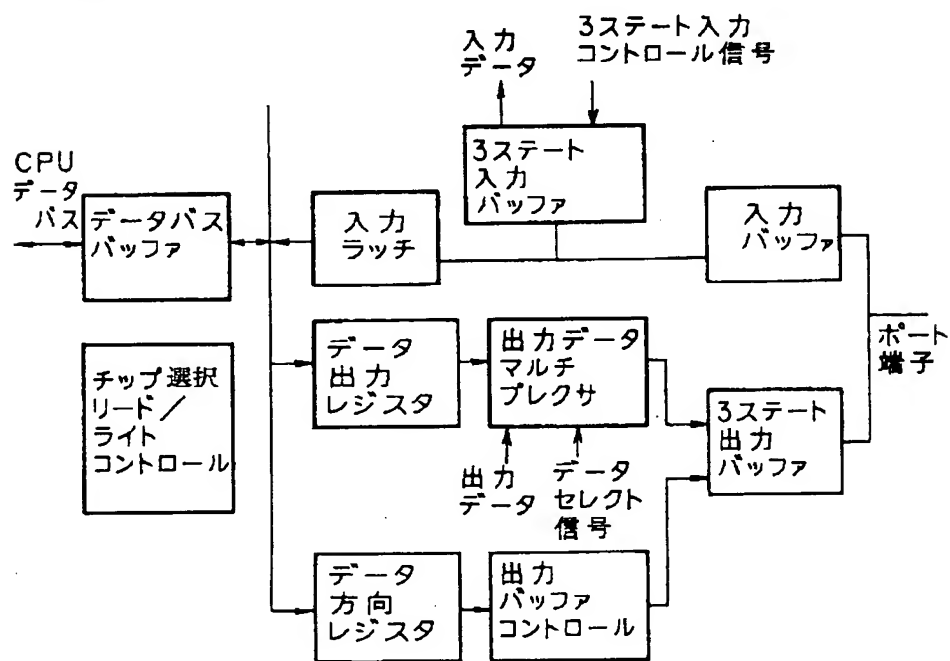 入力
データ
3ステート入力
コントロール信号
3ステート
入力
バッファ
CPU
データ
バス
データバス
バッファ
入力
ラッチ
入力
バッファ
チップ選択
リード/
ライト
コントロール
データ
出力
レジスタ
出力データ
マルチ
プレクサ
ポート
端子
3ステート
出力
バッファ
出力
データ
データ
セレクト
信号
データ
方向
レジスタ
出力
バッファ
コントロール